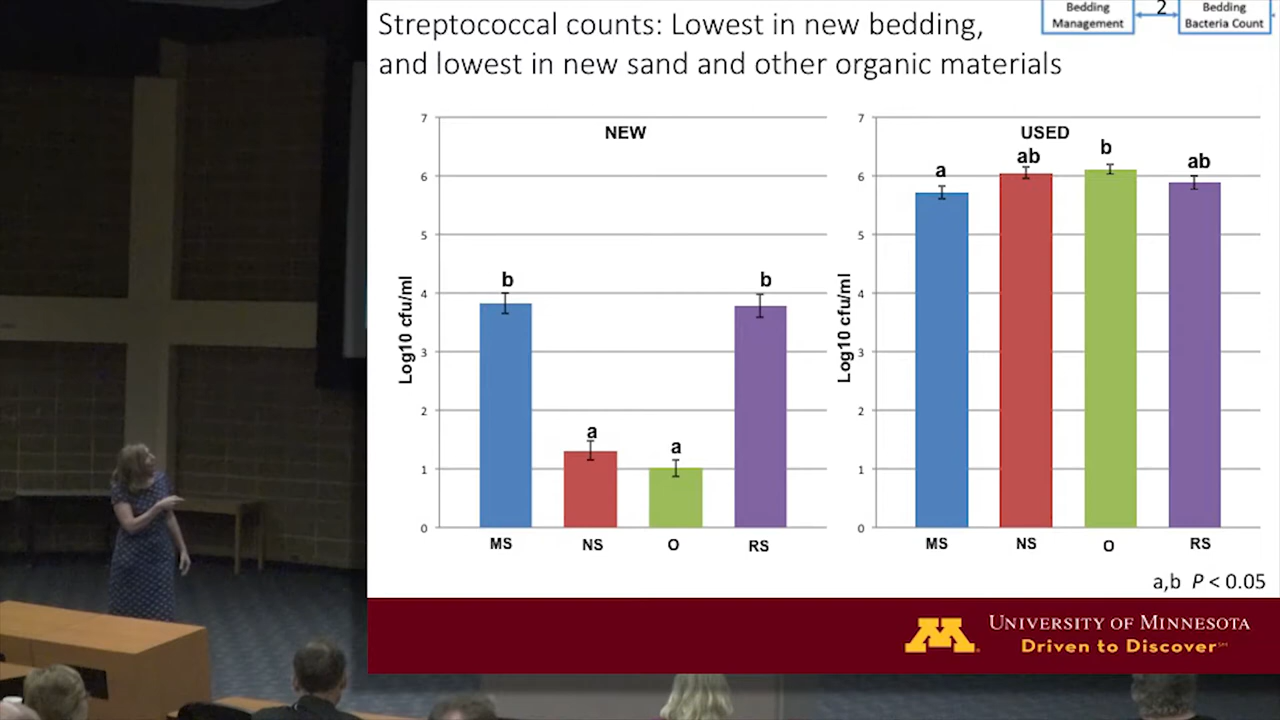 Streptococcal counts: Lowest in new bedding,
and lowest in new sand and other organic materials
Bedding
Management
2
Bedding
Bacteria Count
NEW
Log10 cfu/ml
7
6
5
4
3
2
1
0
b
a
a
b
MS NS O RS
USED
Log10 cfu/ml
7
6
5
4
3
2
1
0
a
ab
b
ab
MS NS O RS
a,b P < 0.05
M
UNIVERSITY OF MINNESOTA
Driven to Discover